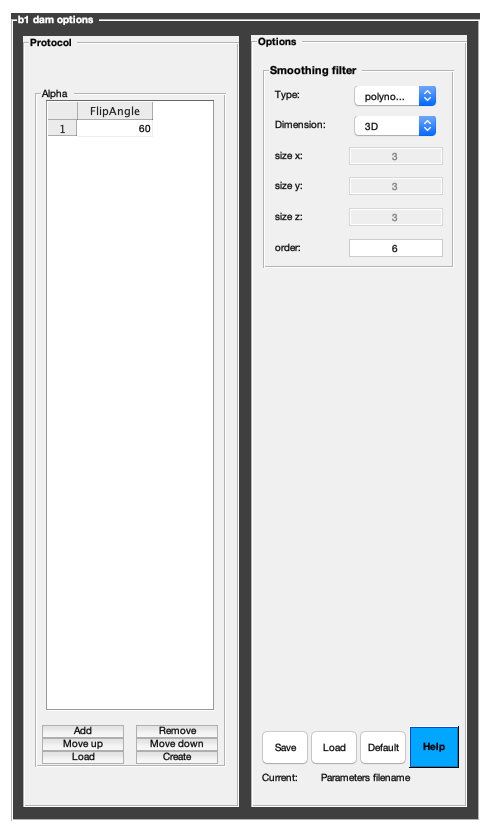 b1 dam options
Protocol
Alpha
FlipAngle
1 60
Add Remove
Move up Move down
Load Create
Options
Smoothing filter
Type: polyno...
Dimension: 3D
size x: 3
size y: 3
size z: 3
order: 6
Save Load Default Help
Current: Parameters filename